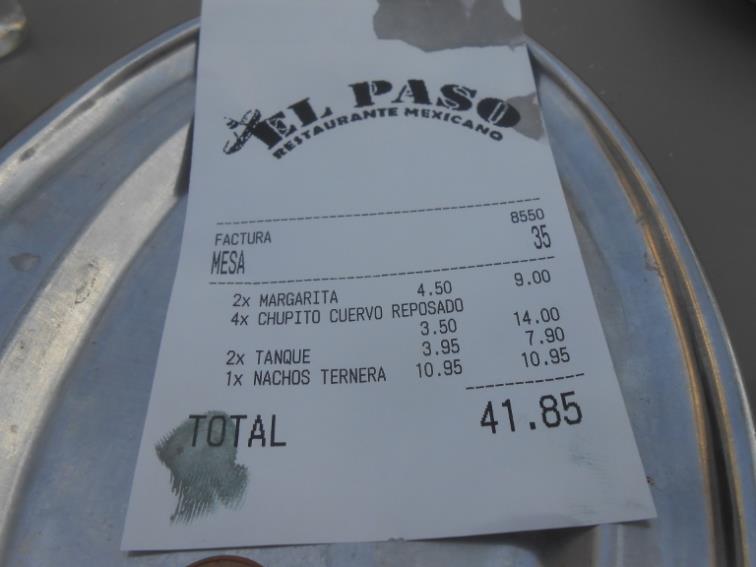 EL PASO
RESTAURANTE MEXICANO
FACTURA 8550
MESA 35
2x MARGARITA 4.50 9.00
4x CHUPITO CUERVO REPOSADO
3.50 14.00
2x TANQUE 3.95 7.90
1x NACHOS TERNERA 10.95 10.95
TOTAL 41.85